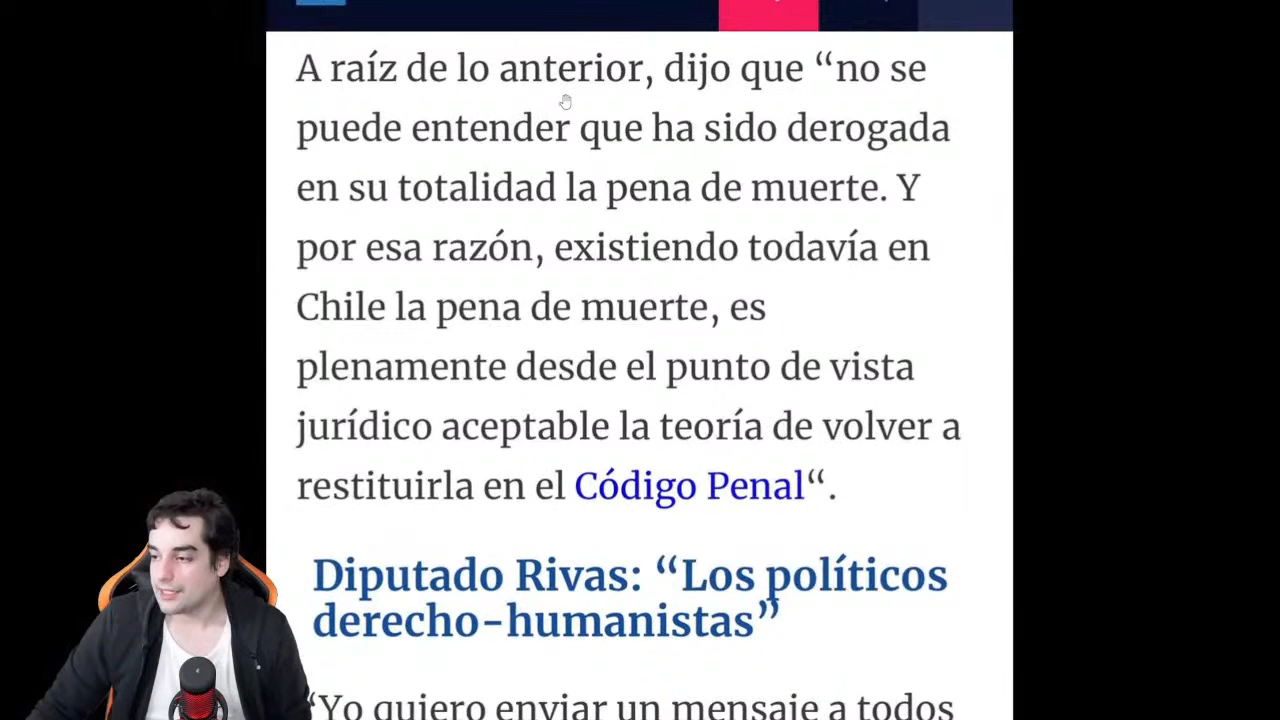 A raíz de lo anterior, dijo que “no se
puede entender que ha sido derogada
en su totalidad la pena de muerte. Y
por esa razón, existiendo todavía en
Chile la pena de muerte, es
plenamente desde el punto de vista
jurídico aceptable la teoría de volver a
restituirla en el Código Penal“.
Diputado Rivas: “Los políticos
derecho-humanistas”
“Yo quiero enviar un mensaje a todos